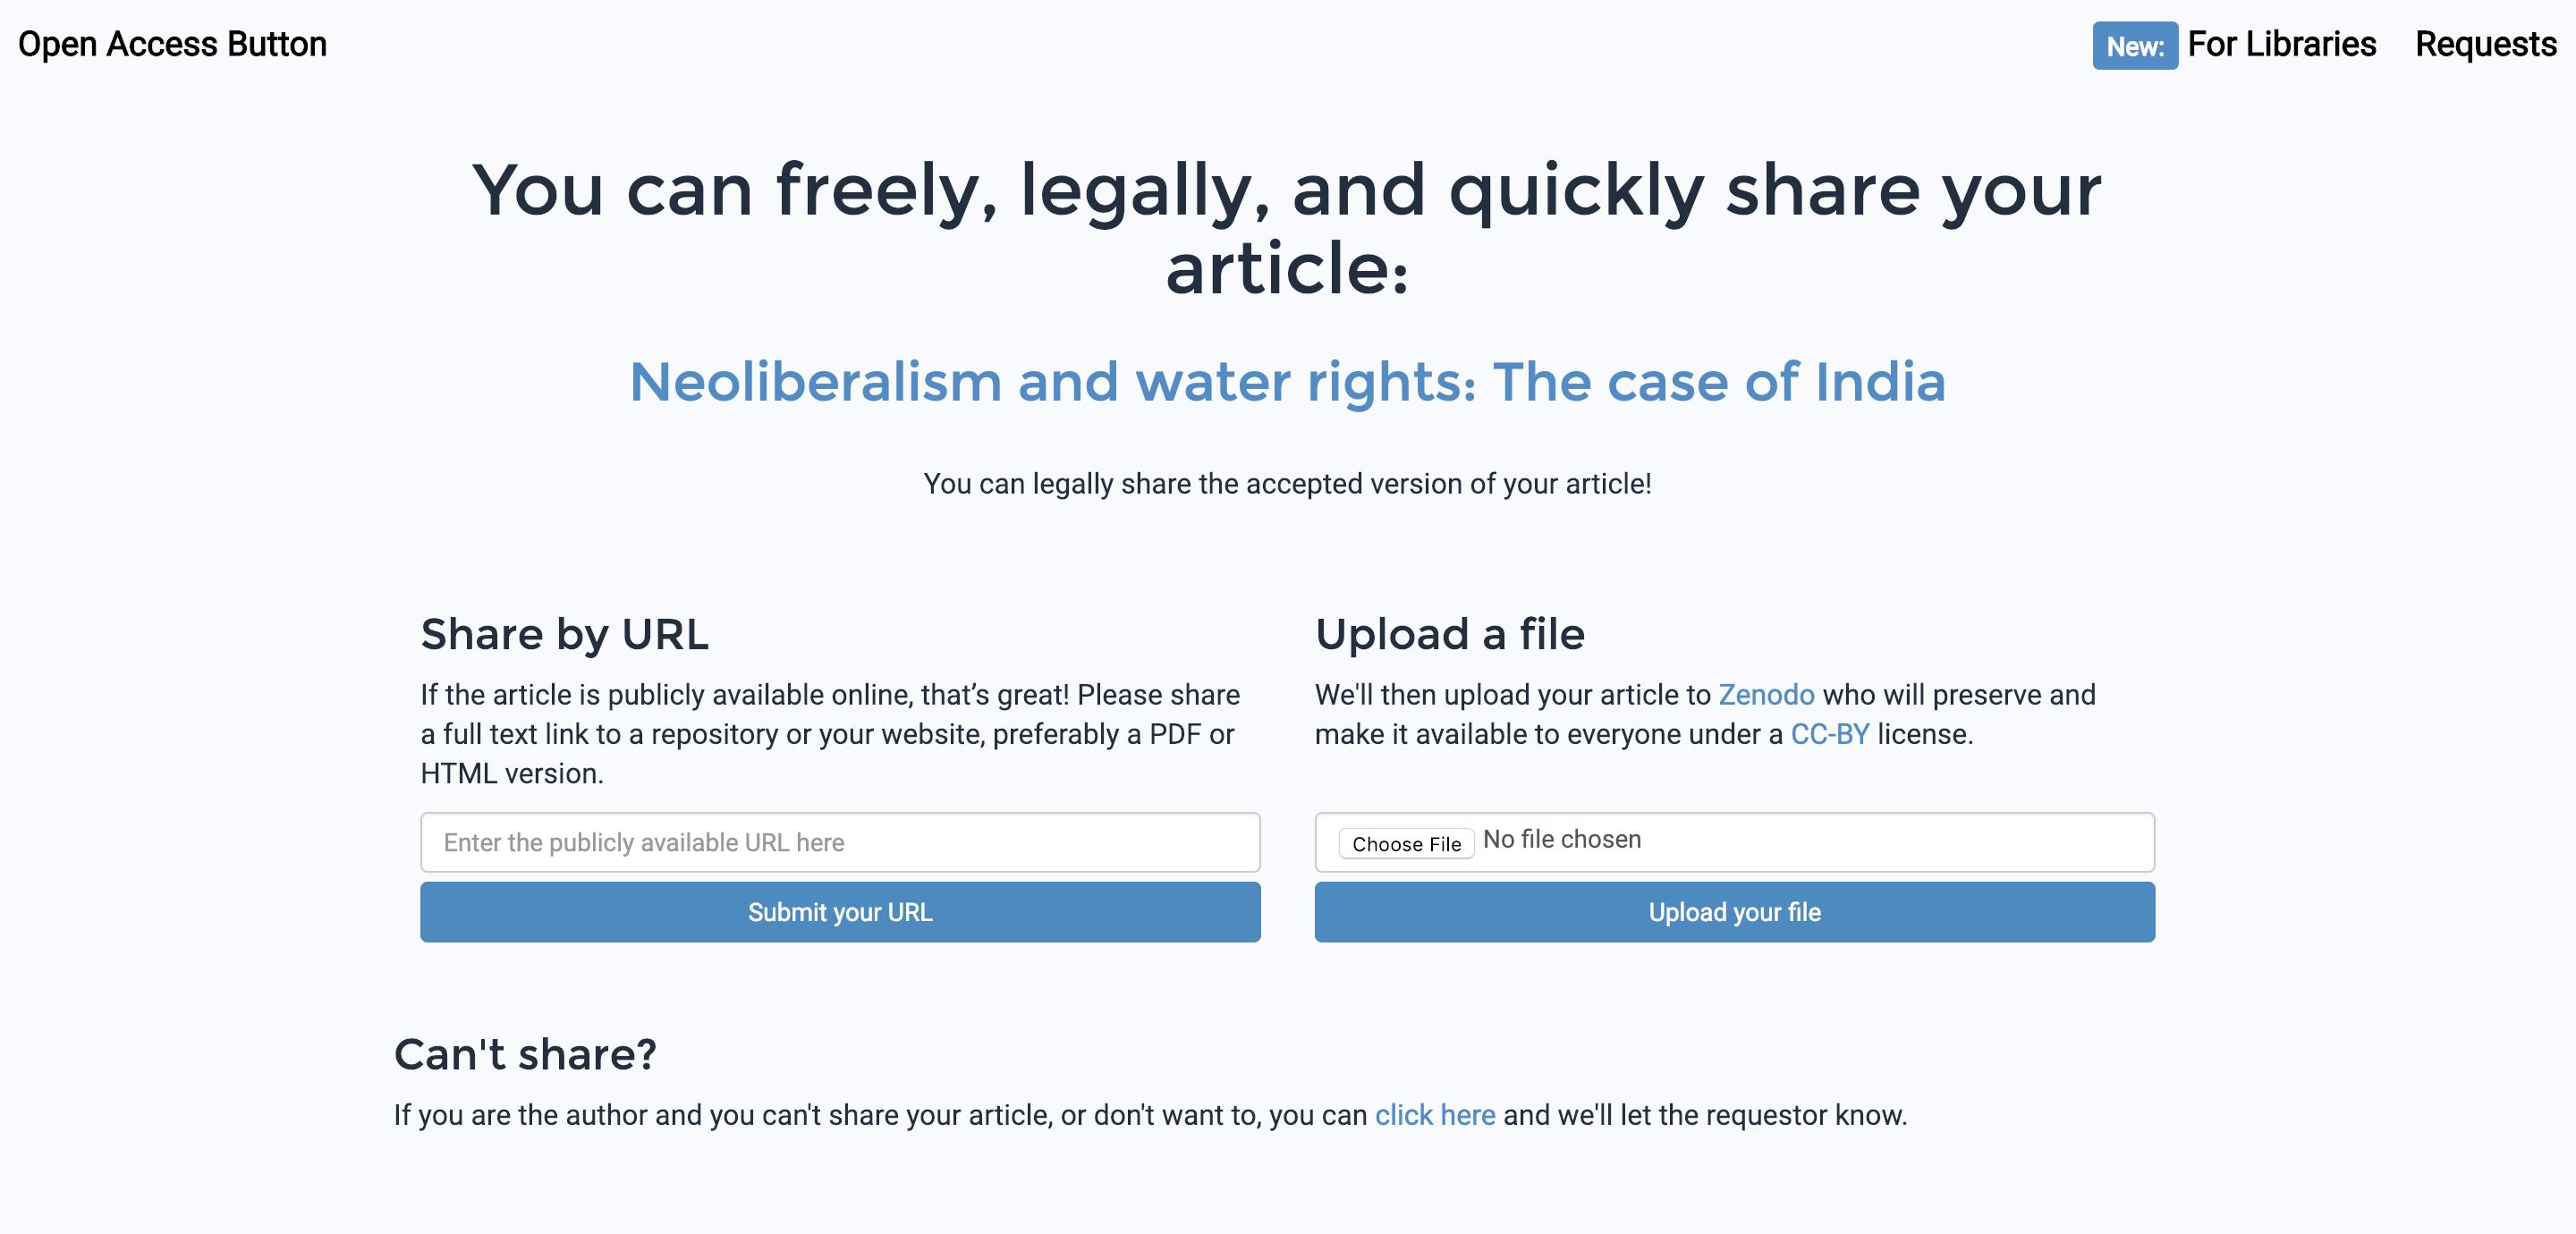 Open Access Button
New: For Libraries Requests
You can freely, legally, and quickly share your
article:
Neoliberalism and water rights: The case of India
You can legally share the accepted version of your article!
Share by URL
If the article is publicly available online, that’s great! Please share
a full text link to a repository or your website, preferably a PDF or
HTML version.
Enter the publicly available URL here
Submit your URL
Upload a file
We'll then upload your article to Zenodo who will preserve and
make it available to everyone under a CC-BY license.
Choose File No file chosen
Upload your file
Can't share?
If you are the author and you can't share your article, or don't want to, you can click here and we'll let the requestor know.